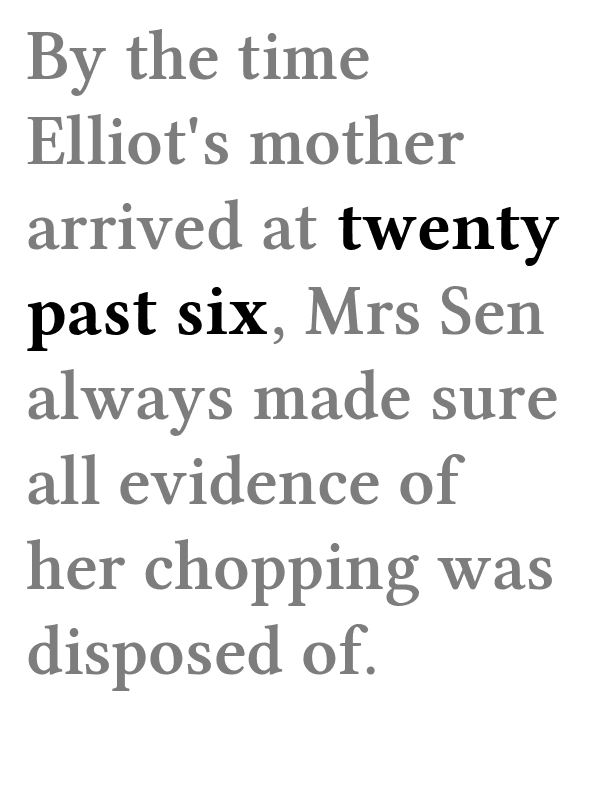 By the time
Elliot's mother
arrived at twenty
past six, Mrs Sen
always made sure
all evidence of
her chopping was
disposed of.